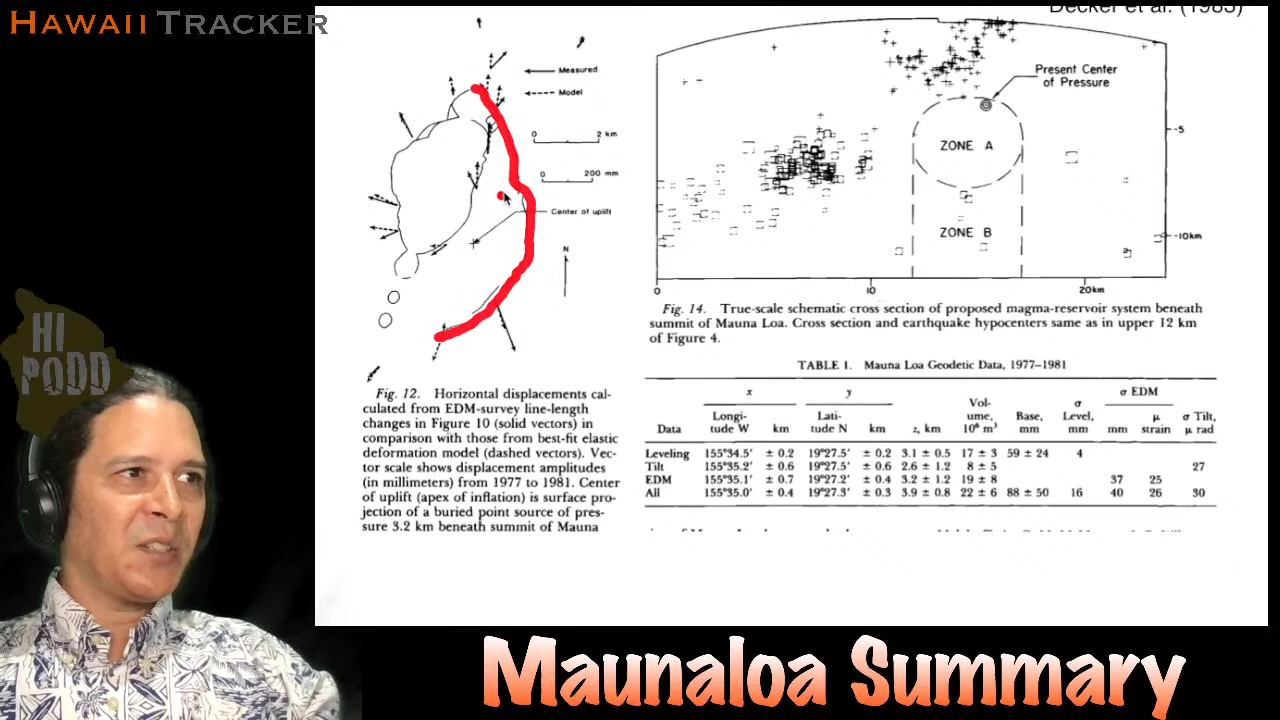 HAWAII TRACKER
Decker et al. (1983)
Measured
Model
0 2 km
0 200 mm
Center of uplift
N
Present Center
of Pressure
ZONE A
ZONE B
-5
-10km
0 10 20km
HI
PODD
Fig. 12. Horizontal displacements cal-
culated from EDM-survey line-length
changes in Figure 10 (solid vectors) in
comparison with those from best-fit elastic
deformation model (dashed vectors). Vec-
tor scale shows displacement amplitudes
(in millimeters) from 1977 to 1981. Center
of uplift (apex of inflation) is surface pro-
jection of a buried point source of pres-
sure 3.2 km beneath summit of Mauna
Fig. 14. True-scale schematic cross section of proposed magma-reservoir system beneath
summit of Mauna Loa. Cross section and earthquake hypocenters same as in upper 12 km
of Figure 4.
TABLE 1. Mauna Loa Geodetic Data, 1977–1981
x y σ EDM
Vol- σ
Longi- Lati- ume, Base, Level, μ σ Tilt,
Data tude W km tude N km z, km 10⁶ m³ mm mm mm strain μ rad
Leveling 155°34.5' ± 0.2 19°27.5' ± 0.2 3.1 ± 0.5 17 ± 3 59 ± 24 4
Tilt 155°35.2' ± 0.6 19°27.5' ± 0.6 2.6 ± 1.2 8 ± 5 27
EDM 155°35.1' ± 0.7 19°27.2' ± 0.4 3.2 ± 1.2 19 ± 8 37 25
All 155°35.0' ± 0.4 19°27.3' ± 0.3 3.9 ± 0.8 22 ± 6 88 ± 50 16 40 26 30
Maunaloa Summary